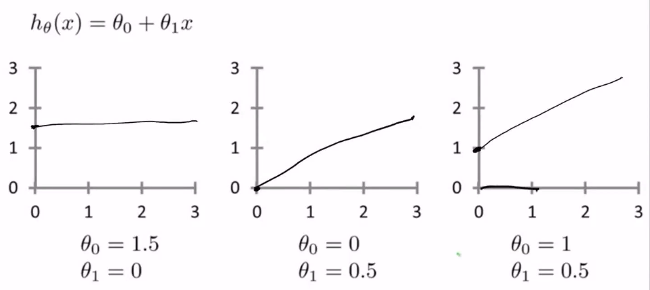 h_θ(x) = θ₀ + θ₁x
3 3 3
2 2 2
1 1 1
0 0 0
0 1 2 3 0 1 2 3 0 1 2 3
θ₀ = 1.5 θ₀ = 0 θ₀ = 1
θ₁ = 0 θ₁ = 0.5 θ₁ = 0.5